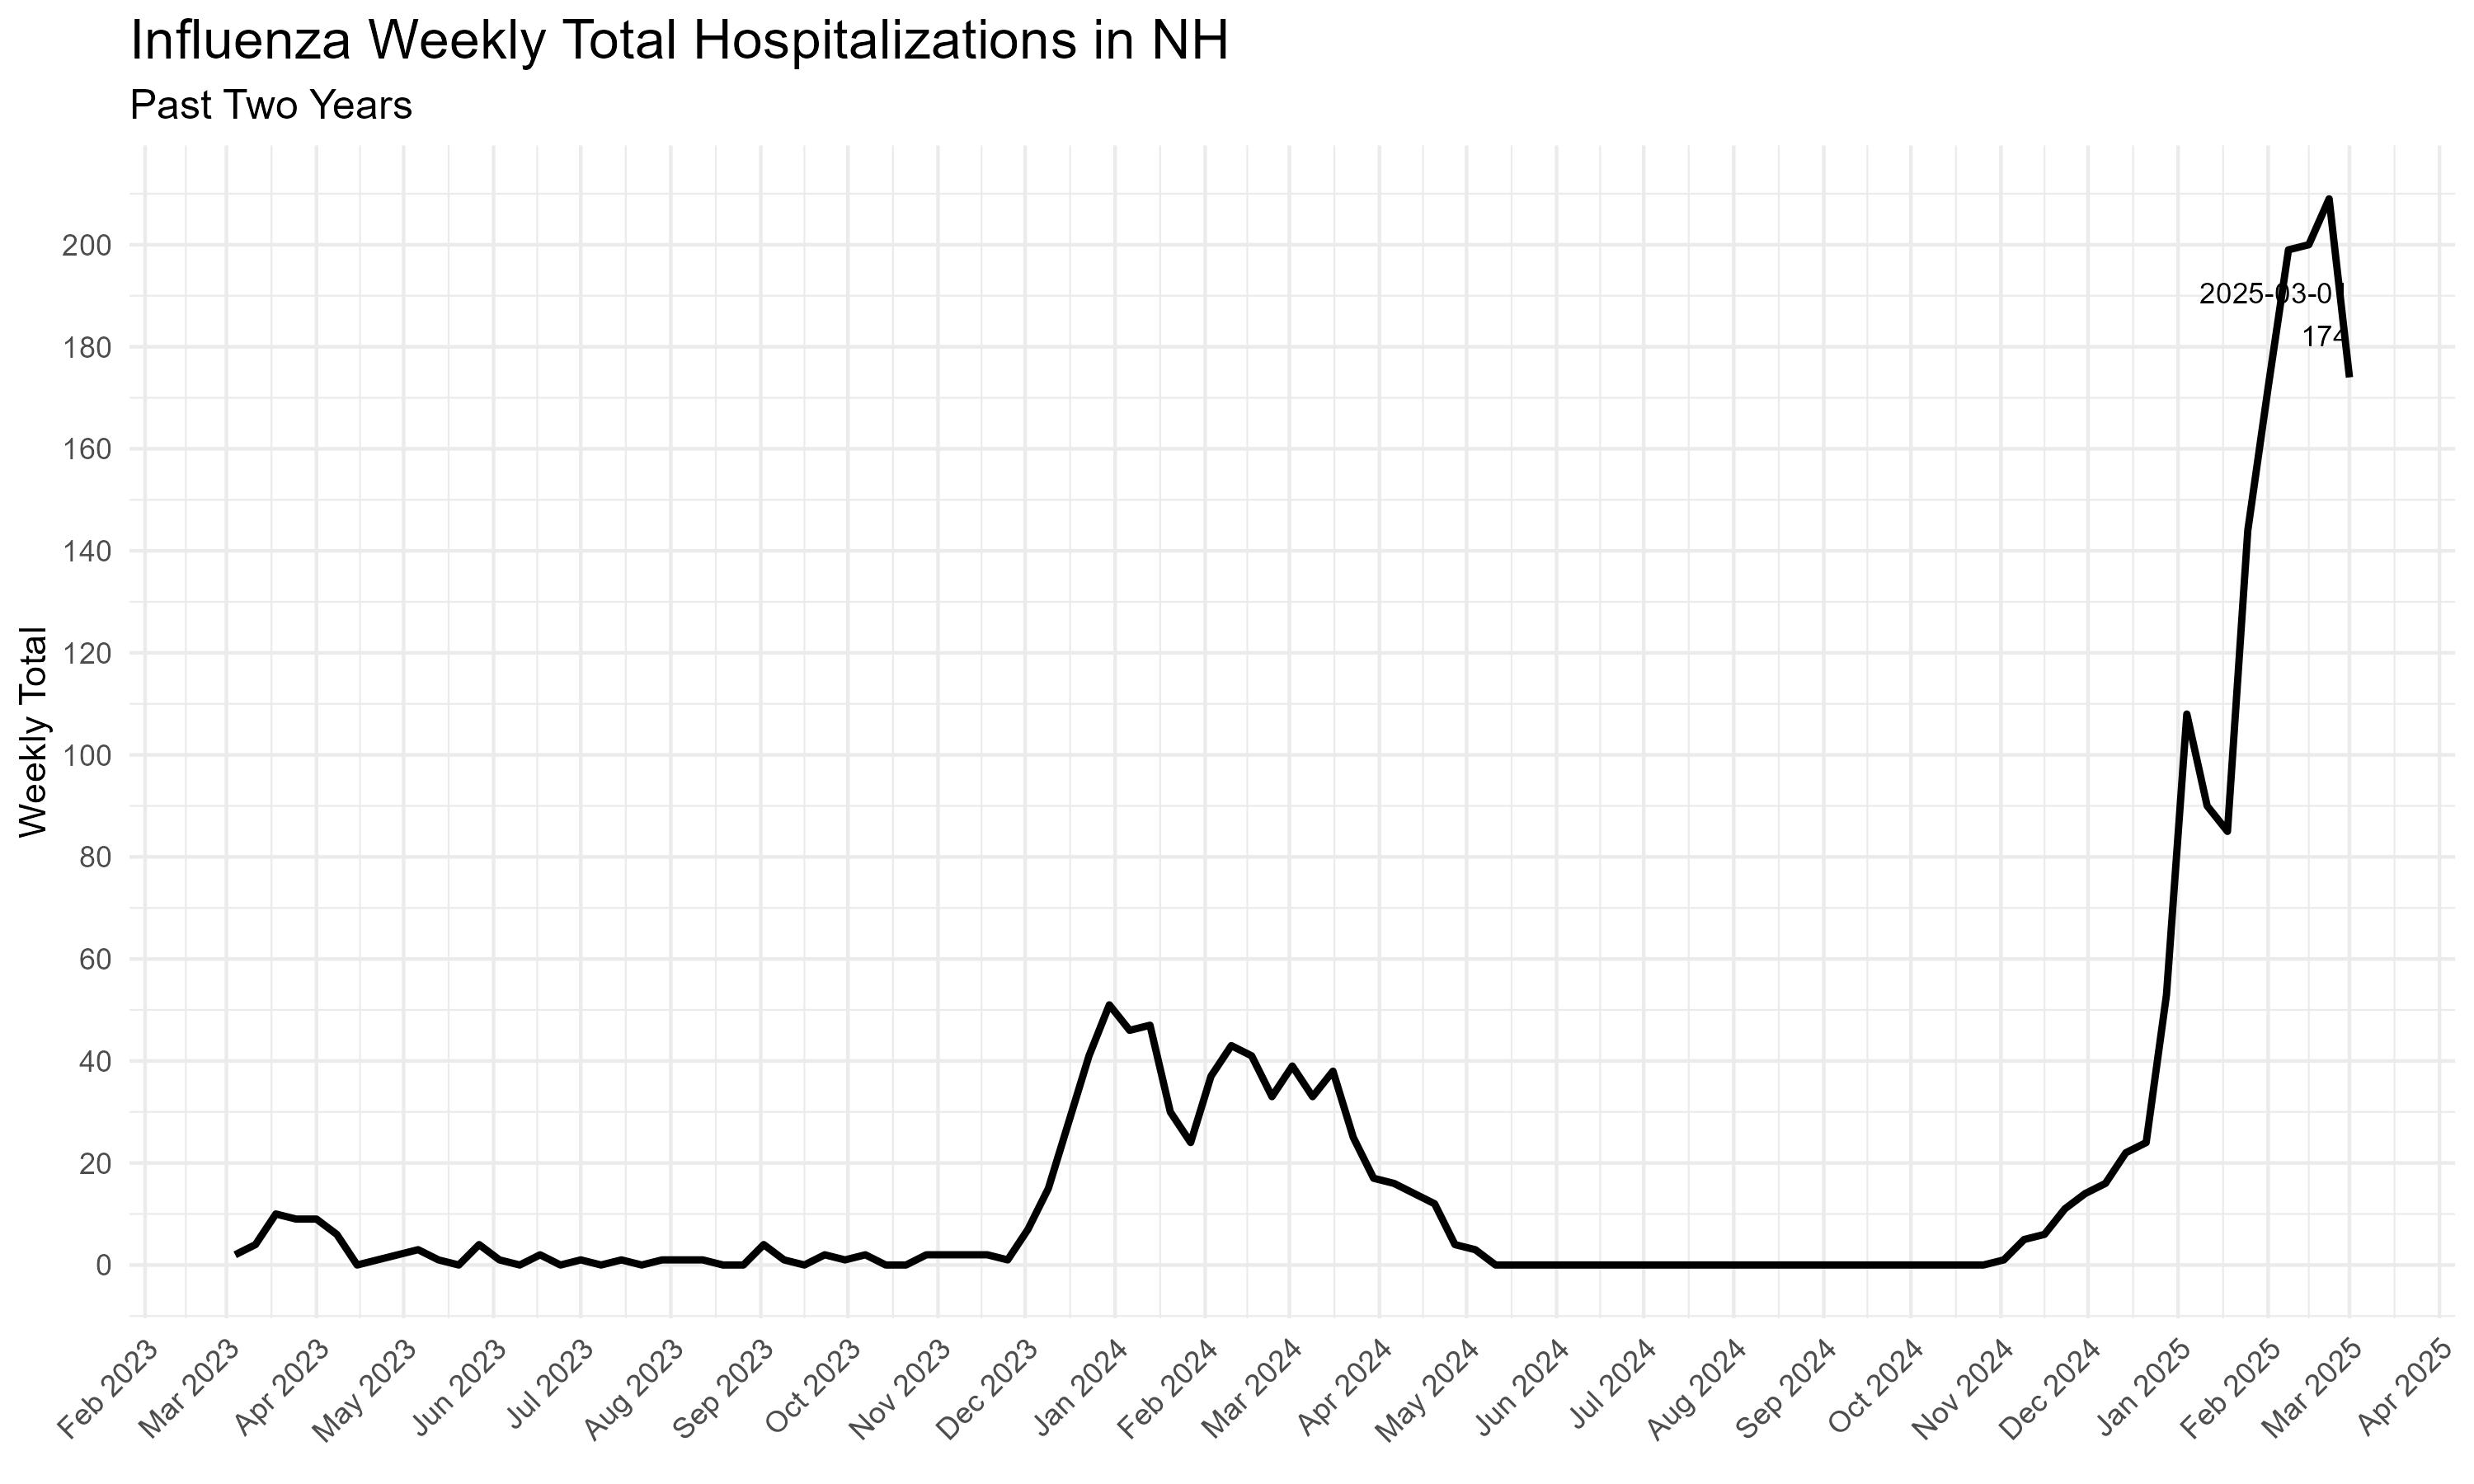 Influenza Weekly Total Hospitalizations in NH
Past Two Years
Weekly Total
200
180
160
140
120
100
80
60
40
20
0
2025-03-01
174
Feb 2023
Mar 2023
Apr 2023
May 2023
Jun 2023
Jul 2023
Aug 2023
Sep 2023
Oct 2023
Nov 2023
Dec 2023
Jan 2024
Feb 2024
Mar 2024
Apr 2024
May 2024
Jun 2024
Jul 2024
Aug 2024
Sep 2024
Oct 2024
Nov 2024
Dec 2024
Jan 2025
Feb 2025
Mar 2025
Apr 2025